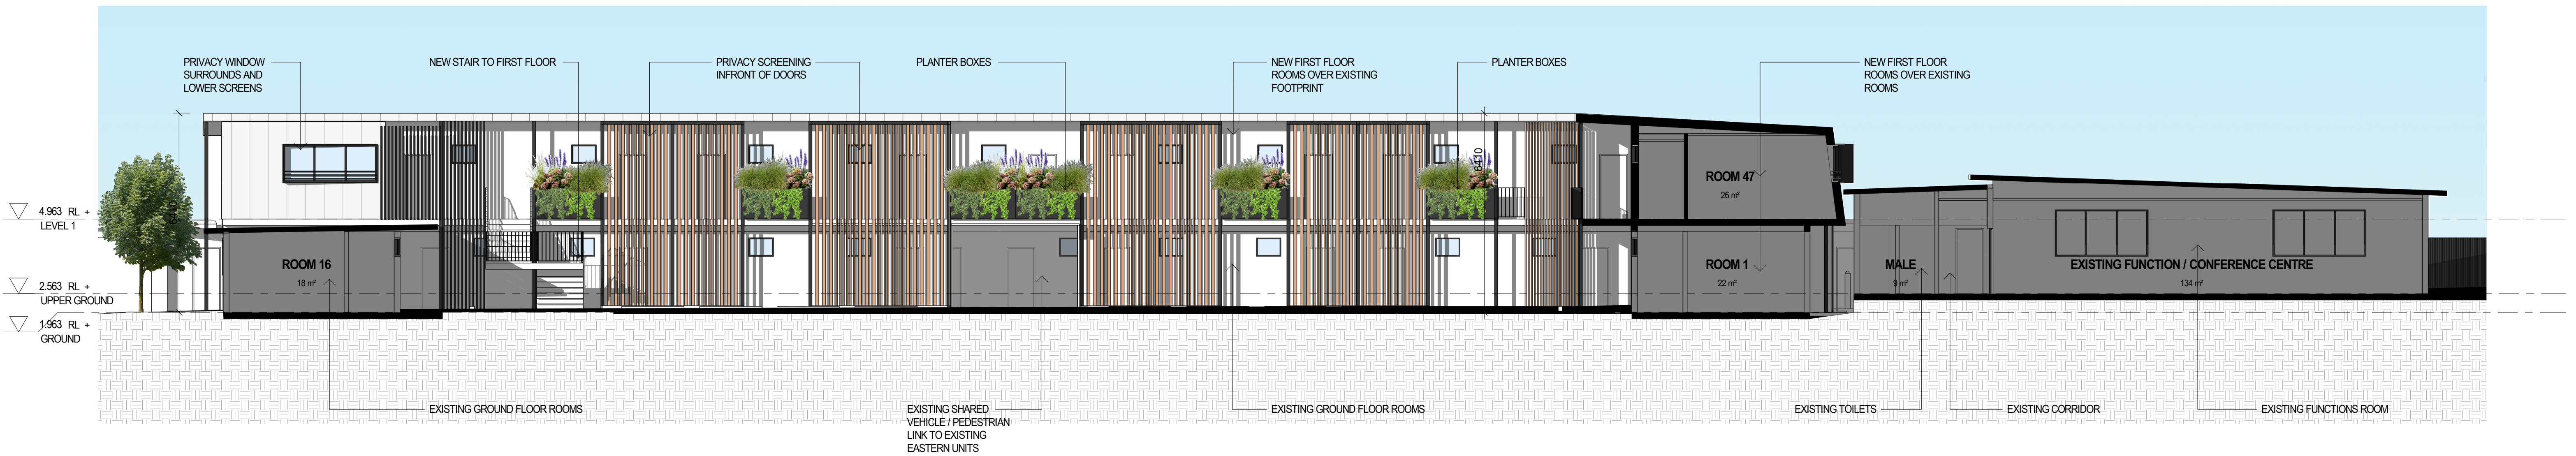 PRIVACY WINDOW
SURROUNDS AND
LOWER SCREENS
NEW STAIR TO FIRST FLOOR
PRIVACY SCREENING
INFRONT OF DOORS
PLANTER BOXES
NEW FIRST FLOOR
ROOMS OVER EXISTING
FOOTPRINT
PLANTER BOXES
NEW FIRST FLOOR
ROOMS OVER EXISTING
ROOMS
6410
ROOM 47
26 m²
4.963 RL +
LEVEL 1
ROOM 16
18 m²
ROOM 1
22 m²
MALE
9 m²
EXISTING FUNCTION / CONFERENCE CENTRE
134 m²
2.563 RL +
UPPER GROUND
1.963 RL +
GROUND
EXISTING GROUND FLOOR ROOMS
EXISTING SHARED
VEHICLE / PEDESTRIAN
LINK TO EXISTING
EASTERN UNITS
EXISTING GROUND FLOOR ROOMS
EXISTING TOILETS
EXISTING CORRIDOR
EXISTING FUNCTIONS ROOM